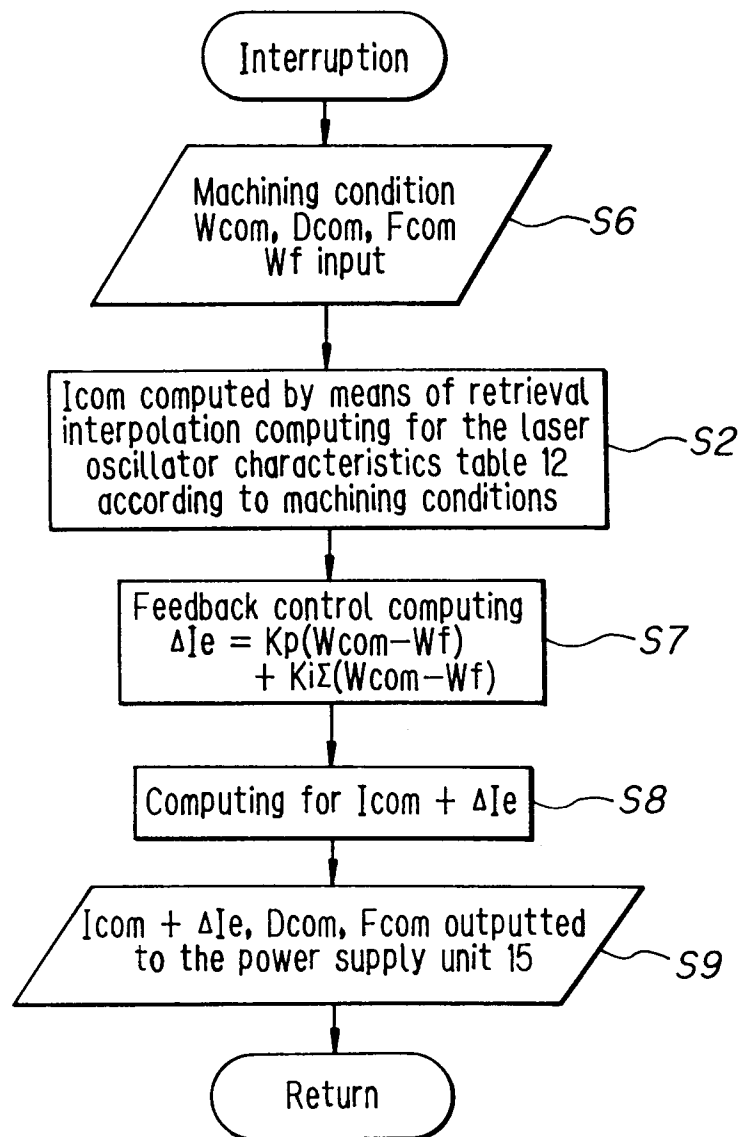 Interruption
Machining condition
Wcom, Dcom, Fcom
Wf input
S6
Icom computed by means of retrieval
interpolation computing for the laser
oscillator characteristics table 12
according to machining conditions
S2
Feedback control computing
ΔIe = Kp(Wcom−Wf)
+ KiΣ(Wcom−Wf)
S7
Computing for Icom + ΔIe
S8
Icom + ΔIe, Dcom, Fcom outputted
to the power supply unit 15
S9
Return